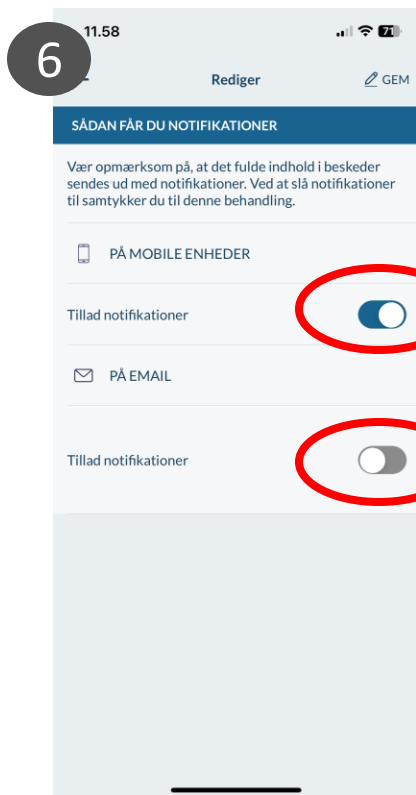 6
11.58
71
Rediger
GEM
SÅDAN FÅR DU NOTIFIKATIONER
Vær opmærksom på, at det fulde indhold i beskeder
sendes ud med notifikationer. Ved at slå notifikationer
til samtykker du til denne behandling.
PÅ MOBILE ENHEDER
Tillad notifikationer
PÅ EMAIL
Tillad notifikationer